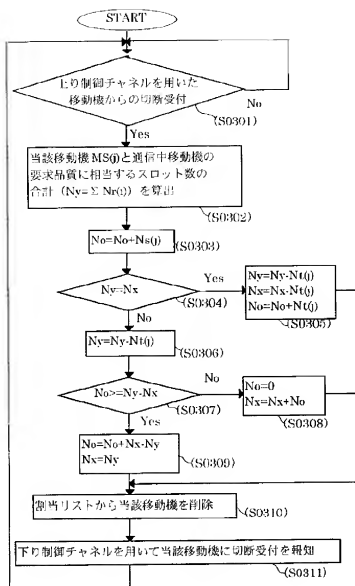 START
上り制御チャネルを用いた
移動機からの切断受付
No
(S0301)
Yes
当該移動機 MS(j)と通信中移動機の
要求品質に相当するスロット数の
合計（Ny=Σ Nr(i)）を算出
(S0302)
No=No+Ns(j)
(S0303)
Ny=Nx
Yes
(S0304)
Ny=Ny-Nt(j)
Nx=Nx-Nt(j)
No=No+Nt(j)
(S0305)
No
Ny=Ny-Nt(j)
(S0306)
No>=Ny-Nx
No
(S0307)
No=0
Nx=Nx+No
(S0308)
Yes
No=No+Nx-Ny
Nx=Ny
(S0309)
割当リストから当該移動機を削除
(S0310)
下り制御チャネルを用いて当該移動機に切断受付を報知
(S0311)